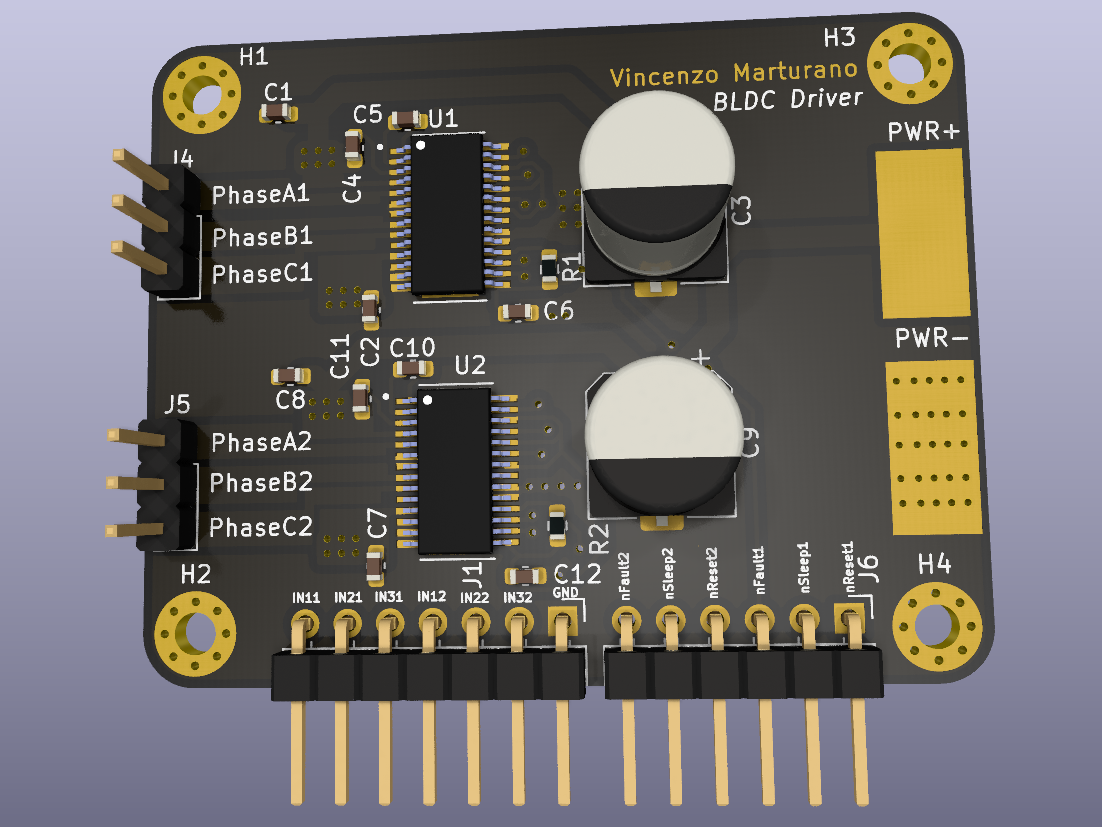 H1
H3
Vincenzo Marturano
BLDC Driver
C1
C5
U1
PWR+
J4
C4
PhaseA1
PhaseB1
PhaseC1
C3
R1
C6
C11
C2
C10
U2
+
PWR-
C8
J5
PhaseA2
PhaseB2
PhaseC2
C9
C7
R2
H2
J1
C12
H4
J6
IN11
IN21
IN31
IN12
IN22
IN32
GND
nFault2
nSleep2
nReset2
nFault1
nSleep1
nReset1